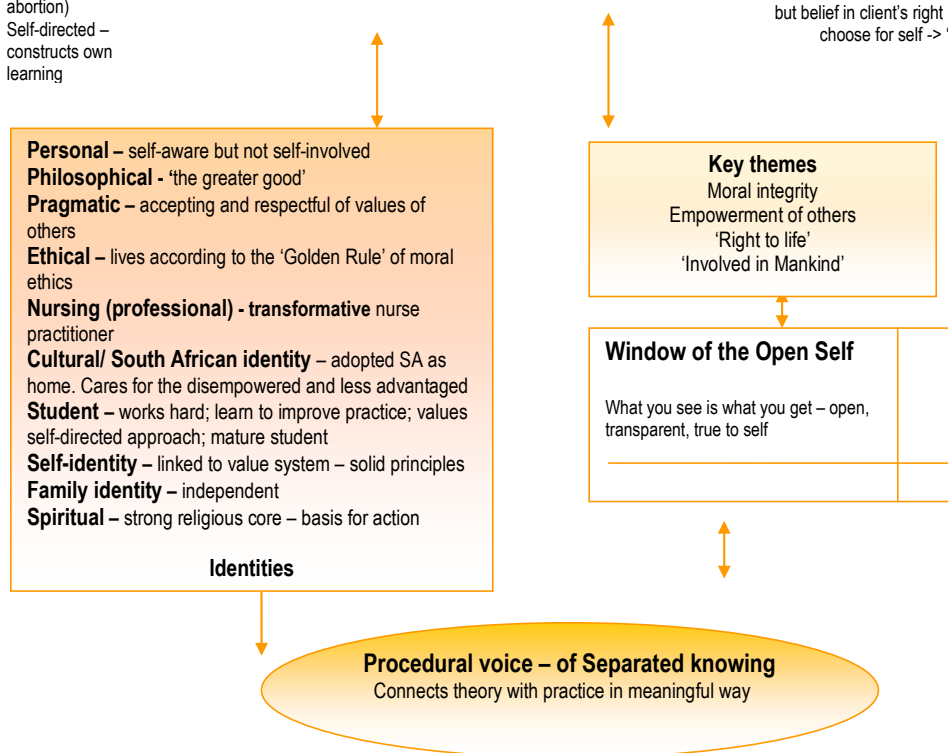 abortion)
Self-directed –
constructs own
learning
but belief in client’s right
choose for self -> ‘
Personal – self-aware but not self-involved
Philosophical - ‘the greater good’
Pragmatic – accepting and respectful of values of
others
Ethical – lives according to the ‘Golden Rule’ of moral
ethics
Nursing (professional) - transformative nurse
practitioner
Cultural/ South African identity – adopted SA as
home. Cares for the disempowered and less advantaged
Student – works hard; learn to improve practice; values
self-directed approach; mature student
Self-identity – linked to value system – solid principles
Family identity – independent
Spiritual – strong religious core – basis for action
Identities
Key themes
Moral integrity
Empowerment of others
‘Right to life’
‘Involved in Mankind’
Window of the Open Self
What you see is what you get – open,
transparent, true to self
Procedural voice – of Separated knowing
Connects theory with practice in meaningful way